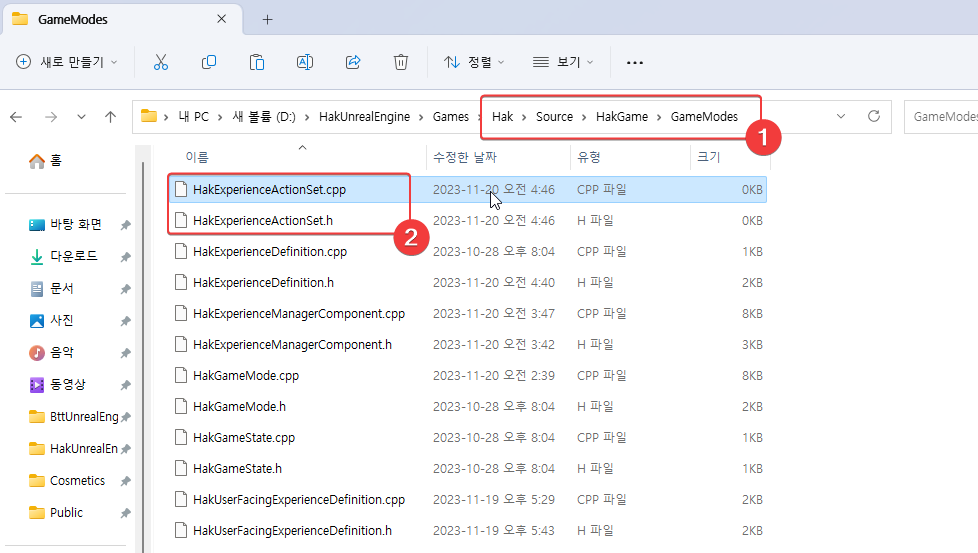 GameModes
새로 만들기
정렬
보기
내 PC > 새 볼륨 (D:) > HakUnrealEngine > Games > Hak > Source > HakGame > GameModes
GameModes
1
홈
이름 수정한 날짜 유형 크기
HakExperienceActionSet.cpp 2023-11-20 오전 4:46 CPP 파일 0KB
바탕 화면 HakExperienceActionSet.h 2023-11-20 오전 4:46 H 파일 0KB
2
다운로드 HakExperienceDefinition.cpp 2023-10-28 오후 8:04 CPP 파일 1KB
문서 HakExperienceDefinition.h 2023-11-20 오전 4:40 H 파일 2KB
사진 HakExperienceManagerComponent.cpp 2023-11-20 오전 3:47 CPP 파일 8KB
음악 HakExperienceManagerComponent.h 2023-11-20 오전 3:42 H 파일 3KB
동영상 HakGameMode.cpp 2023-11-20 오전 2:39 CPP 파일 8KB
BttUnrealEng HakGameMode.h 2023-10-28 오후 8:04 H 파일 2KB
HakUnrealEn HakGameState.cpp 2023-10-28 오후 8:04 CPP 파일 1KB
Cosmetics HakGameState.h 2023-10-28 오후 8:04 H 파일 1KB
Public HakUserFacingExperienceDefinition.cpp 2023-11-19 오후 5:29 CPP 파일 2KB
HakUserFacingExperienceDefinition.h 2023-11-19 오후 5:43 H 파일 2KB